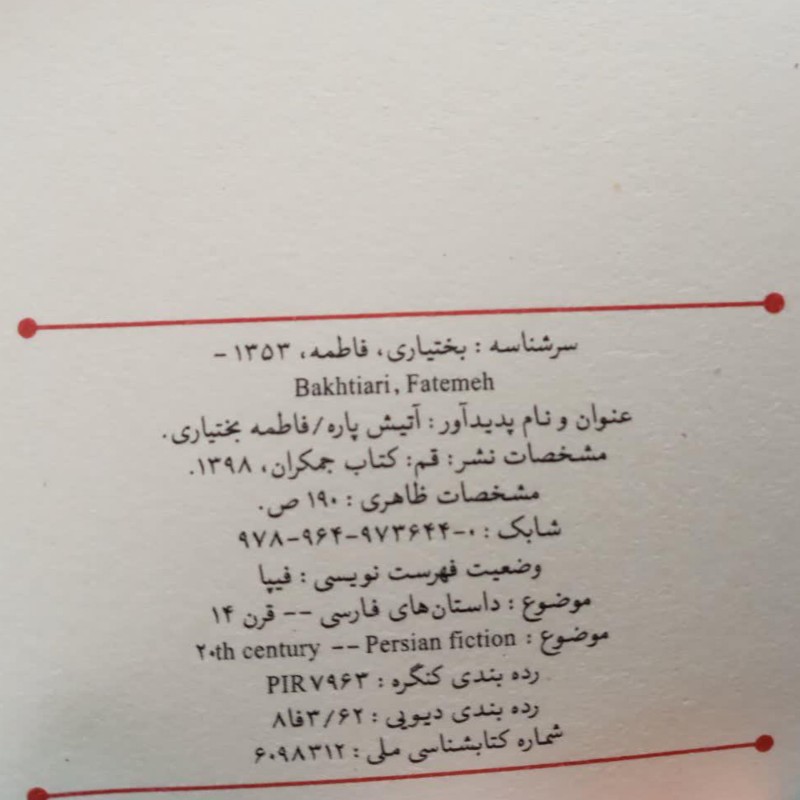 سرشناسه : بختیاری، فاطمه، ۱۳۵۳ -
Bakhtiari, Fatemeh
عنوان و نام پدیدآور : آتیش پاره/فاطمه بختیاری.
مشخصات نشر: قم: کتاب جمکران، ۱۳۹۸.
مشخصات ظاهری : ۱۹۰ ص.
شابک : ۹۷۸-۹۶۴-۹۷۳۶۴۴-۰
وضعیت فهرست نویسی : فیپا
موضوع : داستان‌های فارسی -- قرن ۱۴
موضوع : Persian fiction -- ۲۰th century
رده بندی کنگره : PIR۷۹۶۳
رده بندی دیویی : ۳/۶۲فا۸
شماره کتابشناسی ملی : ۶۰۹۸۳۱۲